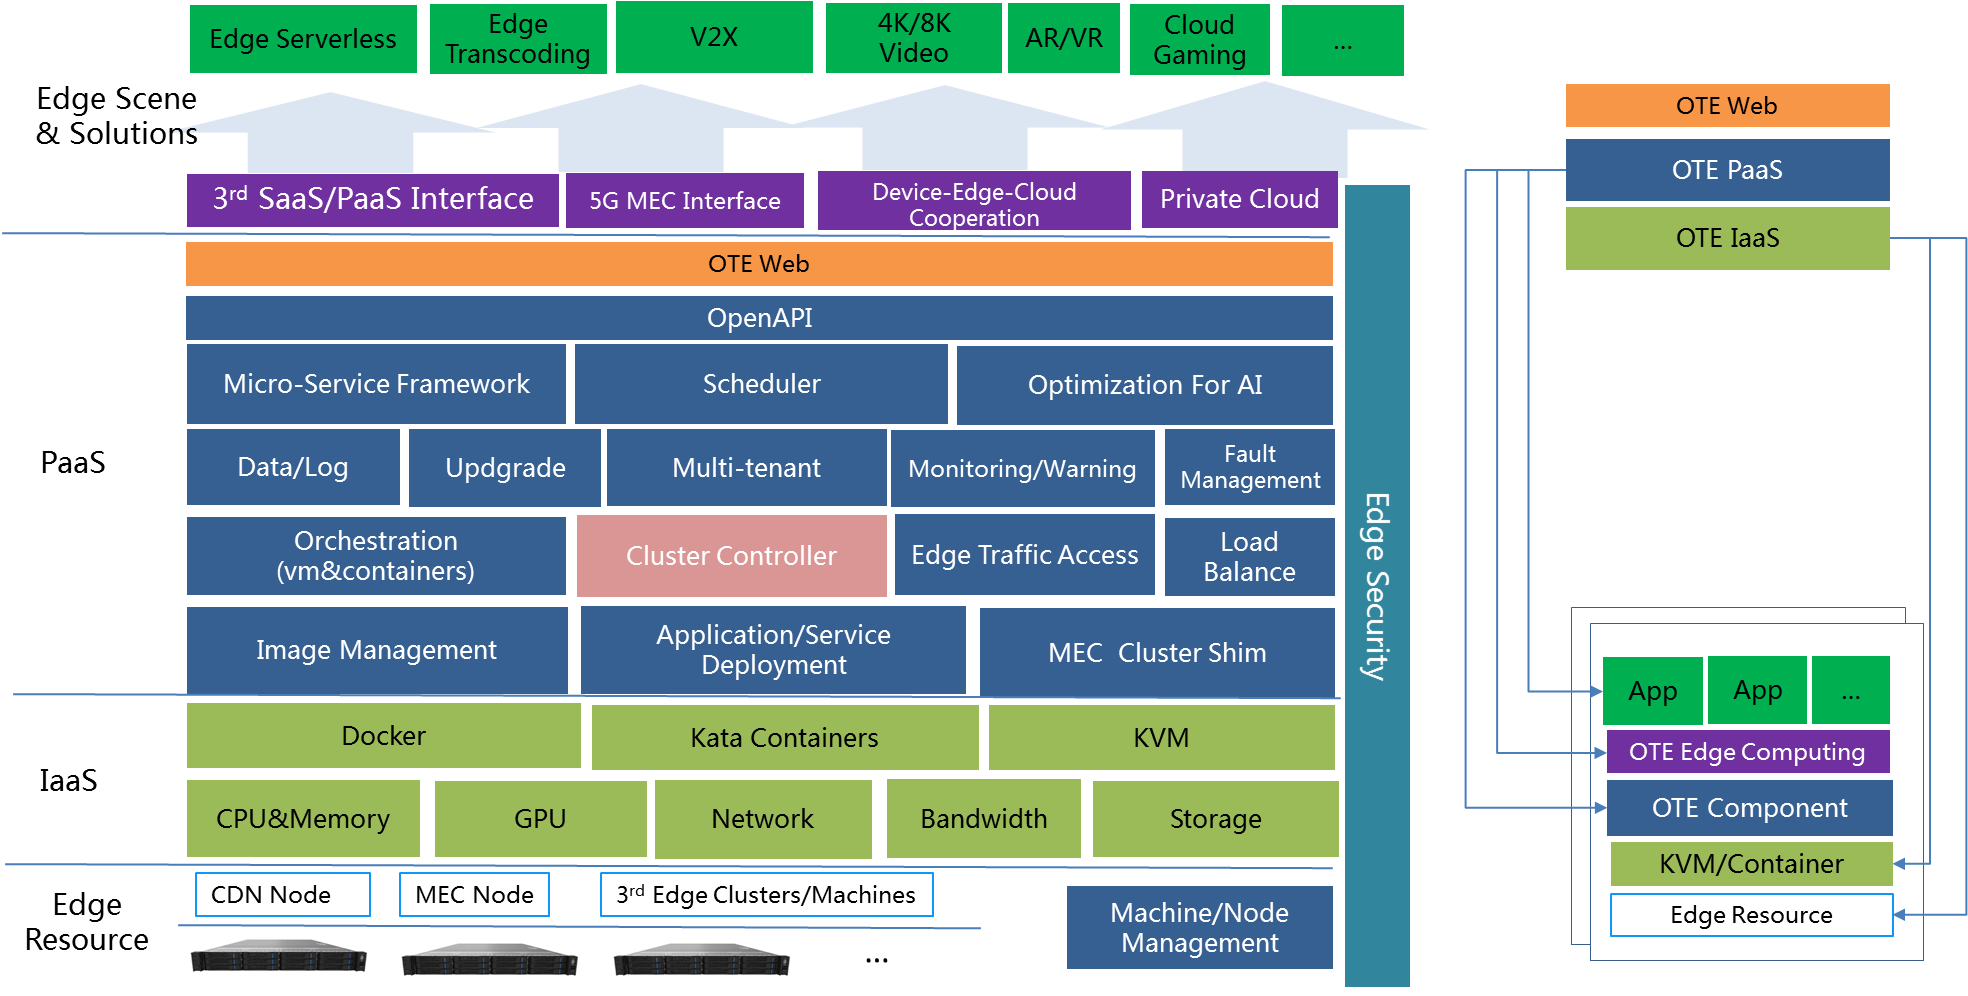 Edge Serverless
Edge
Transcoding
V2X
4K/8K
Video
AR/VR
Cloud
Gaming
...
Edge Scene
& Solutions
3rd SaaS/PaaS Interface
5G MEC Interface
Device-Edge-Cloud
Cooperation
Private Cloud
OTE Web
OpenAPI
Micro-Service Framework
Scheduler
Optimization For AI
PaaS
Data/Log
Updgrade
Multi-tenant
Monitoring/Warning
Fault
Management
Orchestration
(vm&containers)
Cluster Controller
Edge Traffic Access
Load
Balance
Image Management
Application/Service
Deployment
MEC Cluster Shim
IaaS
Docker
Kata Containers
KVM
CPU&Memory
GPU
Network
Bandwidth
Storage
Edge
Resource
CDN Node
MEC Node
3rd Edge Clusters/Machines
...
Machine/Node
Management
Edge Security
OTE Web
OTE PaaS
OTE IaaS
App
App
...
OTE Edge Computing
OTE Component
KVM/Container
Edge Resource